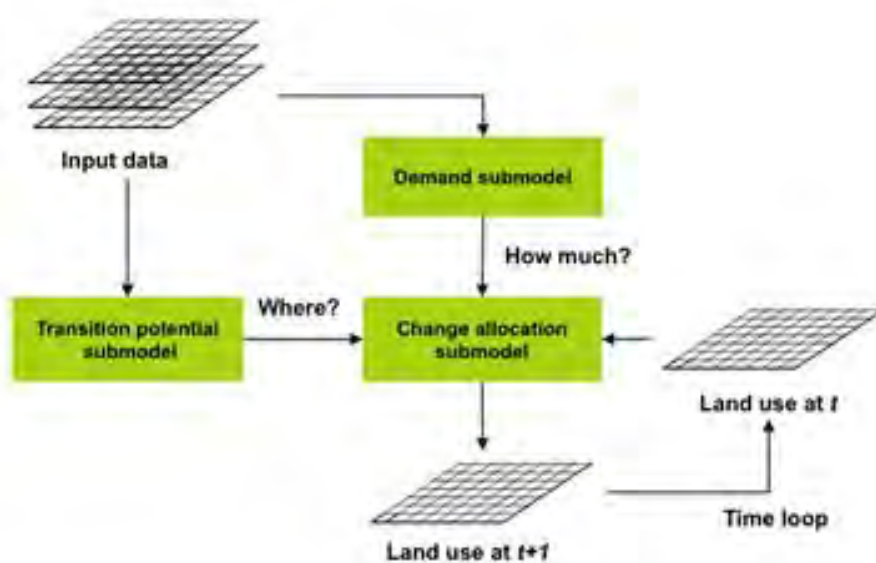 Input data
Demand submodel
How much?
Where?
Transition potential
submodel
Change allocation
submodel
Land use at t
Time loop
Land use at t+1